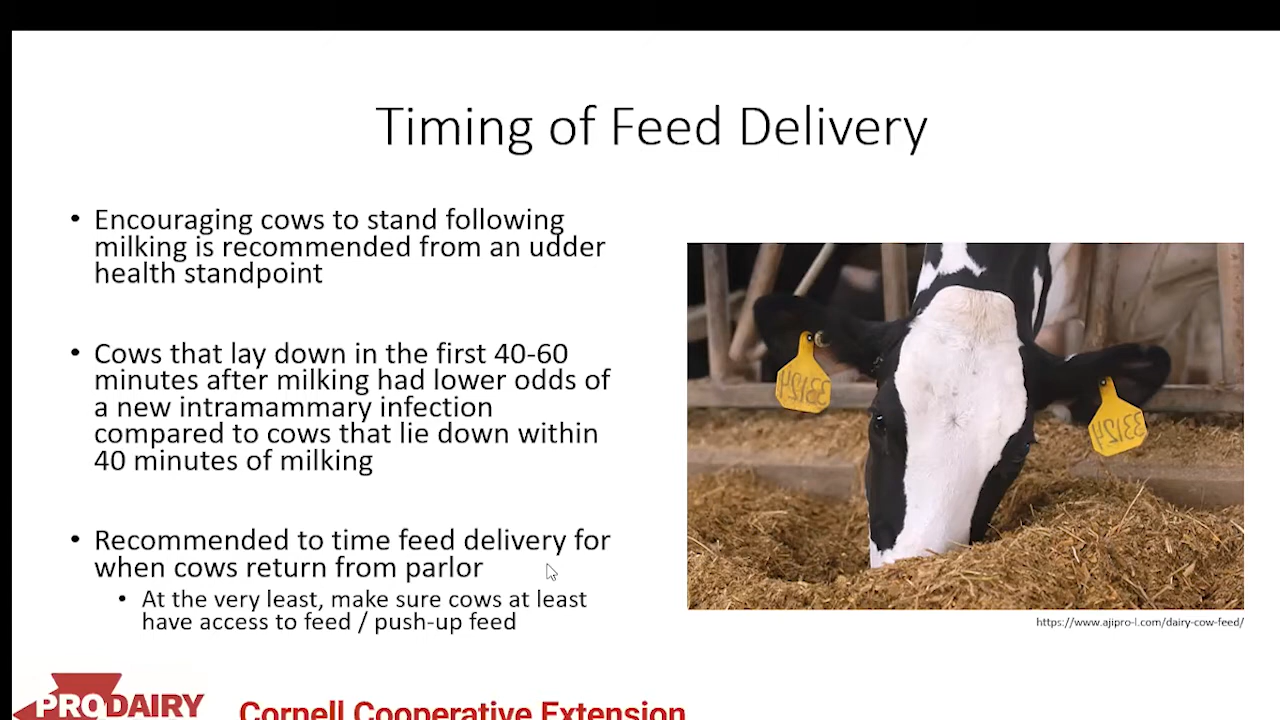 Timing of Feed Delivery
• Encouraging cows to stand following
milking is recommended from an udder
health standpoint
• Cows that lay down in the first 40-60
minutes after milking had lower odds of
a new intramammary infection
compared to cows that lie down within
40 minutes of milking
• Recommended to time feed delivery for
when cows return from parlor
• At the very least, make sure cows at least
have access to feed / push-up feed
33124
33124
https://www.ajipro-l.com/dairy-cow-feed/
PRODAIRY
Cornell Cooperative Extension